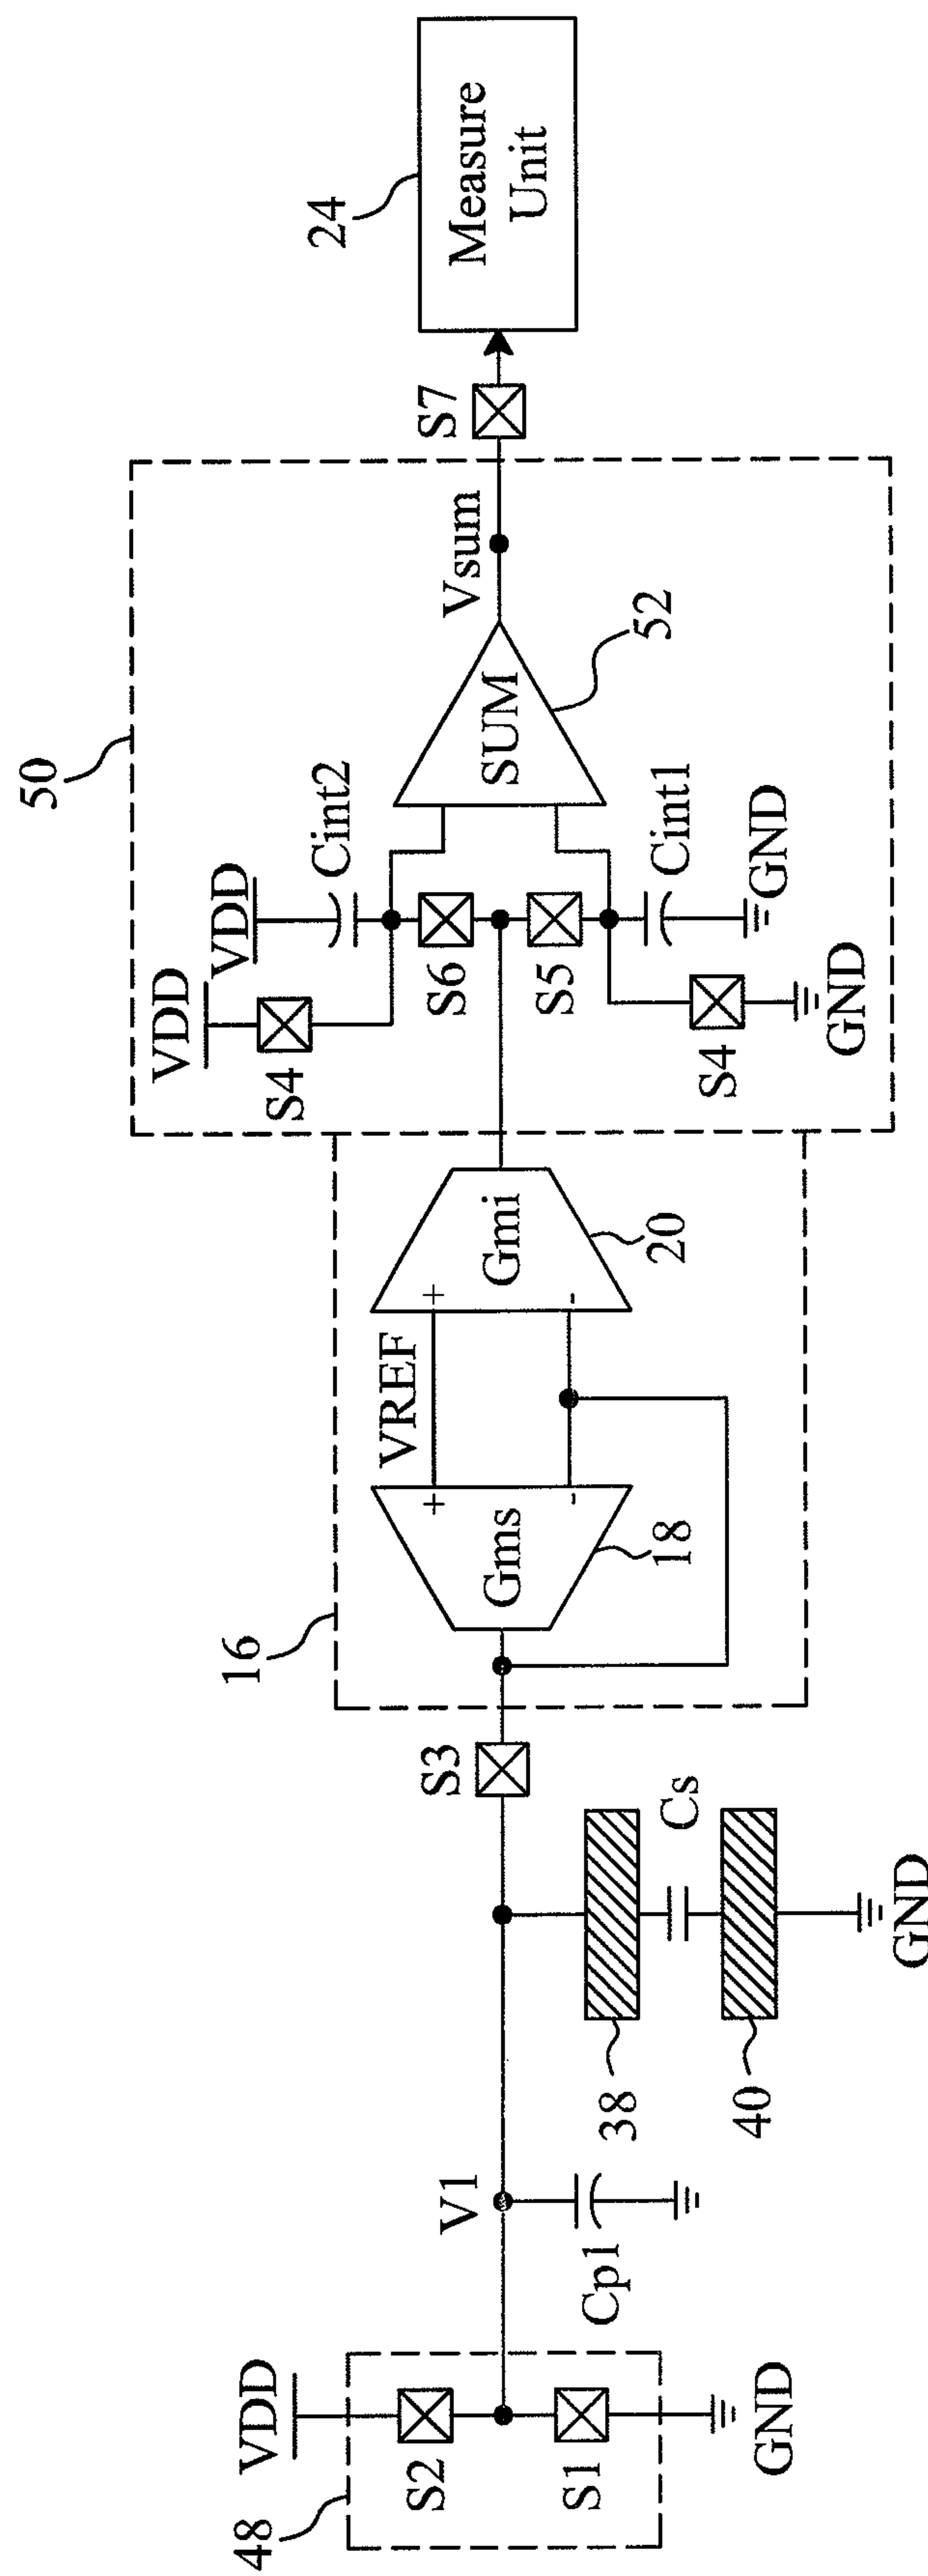 48
VDD
S2
S1
GND
V1
Cp1
38
40
Cs
GND
S3
16
Gms
+
-
18
VREF
Gmi
+
-
20
50
VDD
S4
VDD
Cint2
S6
S5
S4
GND
Cint1
GND
SUM
52
Vsum
S7
24
Measure
Unit